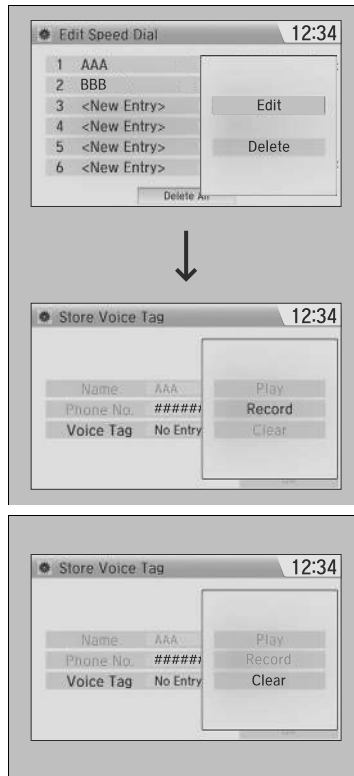 Edit Speed Dial 12:34
1 AAA
2 BBB
3 <New Entry>
4 <New Entry>
5 <New Entry>
6 <New Entry>
Edit
Delete
Delete All
Store Voice Tag 12:34
Name AAA
Phone No. ######
Voice Tag No Entry
Play
Record
Clear
Store Voice Tag 12:34
Name AAA
Phone No. ######
Voice Tag No Entry
Play
Record
Clear